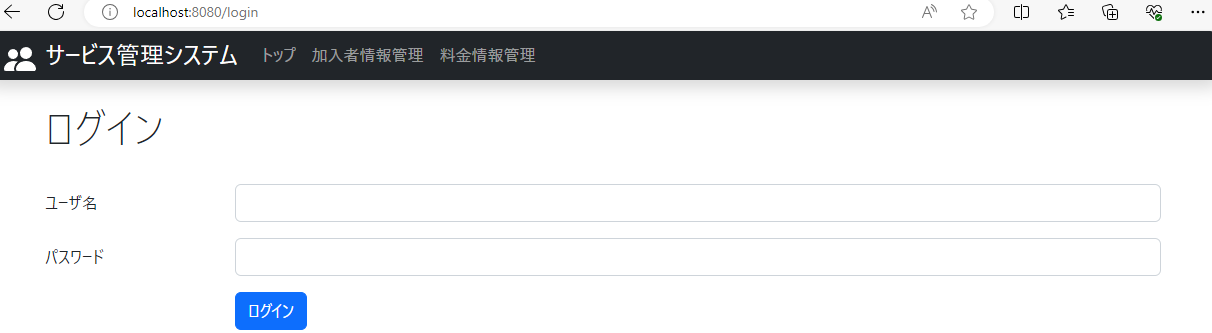 localhost:8080/login
サービス管理システム トップ 加入者情報管理 料金情報管理
ログイン
ユーザ名
パスワード
ログイン